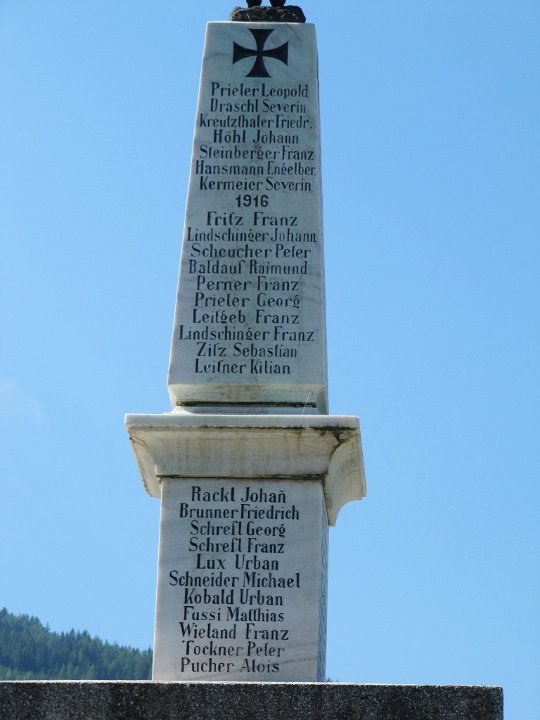 Prieler Leopold
Draschl Severin
Kreutzthaler Friedr.
Höhl Johann
Steinberger Franz
Hansmann Engelber.
Kermeier Severin
1916
Fritz Franz
Lindschinger Johann
Scheucher Peter
Baldauf Raimund
Perner Franz
Prieler Georg
Leitgeb Franz
Lindschinger Franz
Zitz Sebastian
Leitner Kilian
Rackl Johañ
Brunner Friedrich
Schrefl Georg
Schrefl Franz
Lux Urban
Schneider Michael
Kobald Urban
Fussi Matthias
Wieland Franz
Tockner Peter
Pucher Alois